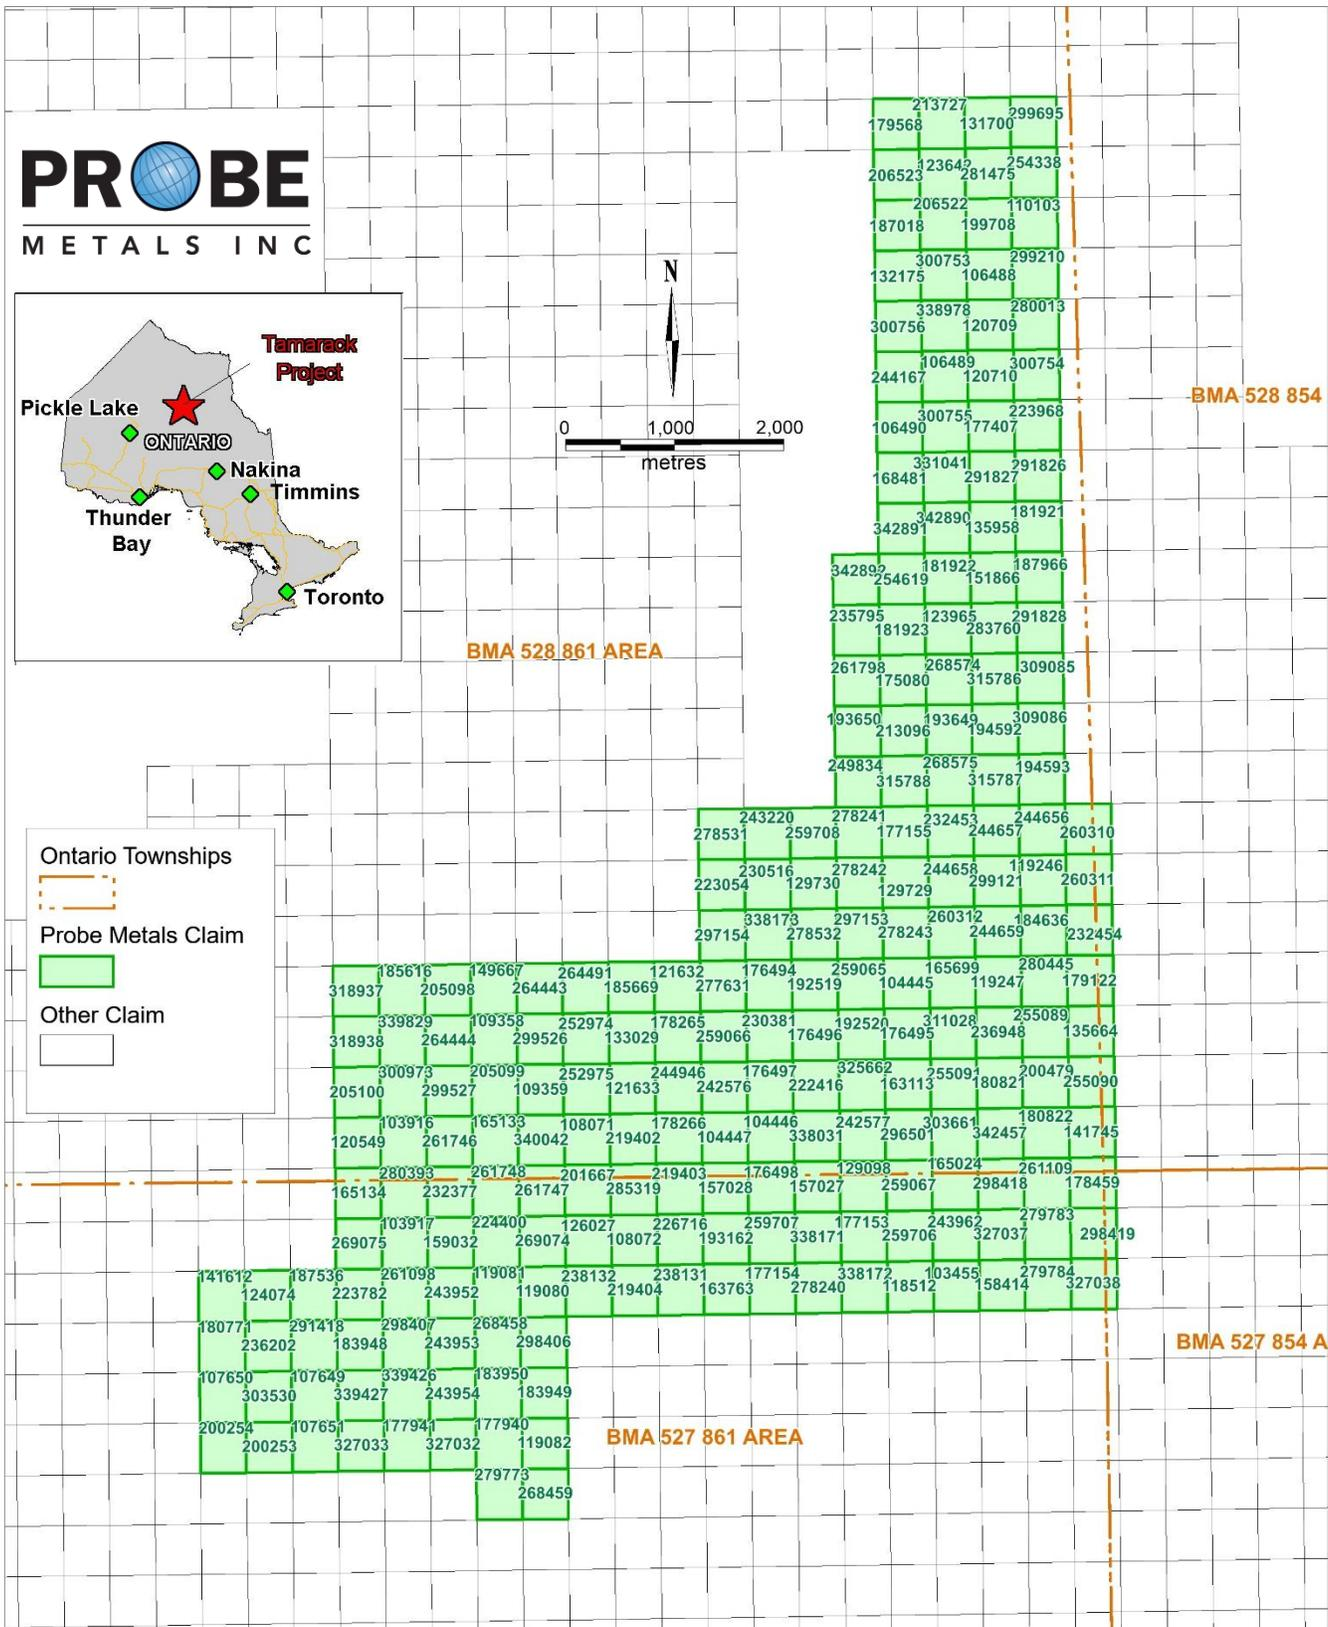 PROBE
METALS INC
N
0 1,000 2,000
metres
Tamarack
Project
Pickle Lake
ONTARIO
Nakina
Timmins
Thunder
Bay
Toronto
BMA 528 854
BMA 528 861 AREA
Ontario Townships
Probe Metals Claim
Other Claim
BMA 527 854 A
BMA 527 861 AREA
213727 299695
179568 131700
123642 254338
206523 281475
206522 110103
187018 199708
300753 299210
132175 106488
338978 280013
300756 120709
106489 300754
244167 120710
300755 223968
106490 177407
331041 291826
168481 291827
342890 181921
342891 135958
342892 181922 187966
254619 151866
235795 123965 291828
181923 283760
261798 268574 309085
175080 315786
193650 193649 309086
213096 194592
249834 268575 194593
315788 315787
243220 278241 232453 244656
278531 259708 177155 244657 260310
230516 278242 244658 119246
223054 129730 129729 299121 260311
338173 297153 260312 184636
297154 278532 278243 244659 232454
185616 149667 264491 121632 176494 259065 165699 280445
318937 205098 264443 185669 277631 192519 104445 119247 179122
339829 109358 252974 178265 230381 192520 311028 255089
318938 264444 299526 133029 259066 176496 176495 236948 135664
300973 205099 252975 244946 176497 325662 255091 200479
205100 299527 109359 121633 242576 222416 163113 180821 255090
103916 165133 108071 178266 104446 242577 303661 180822
120549 261746 340042 219402 104447 338031 296501 342457 141745
280393 261748 201667 219403 176498 129098 165024 261109
165134 232377 261747 285319 157028 157027 259067 298418 178459
103917 224400 126027 226716 259707 177153 243962 279783
269075 159032 269074 108072 193162 338171 259706 327037 298419
141612 187536 261098 119081 238132 238131 177154 338172 103455 279784
124074 223782 243952 119080 219404 163763 278240 118512 158414 327038
180771 291418 298407 268458
236202 183948 243953 298406
107650 107649 339426 183950
303530 339427 243954 183949
200254 107651 177941 177940
200253 327033 327032 119082
279773
268459